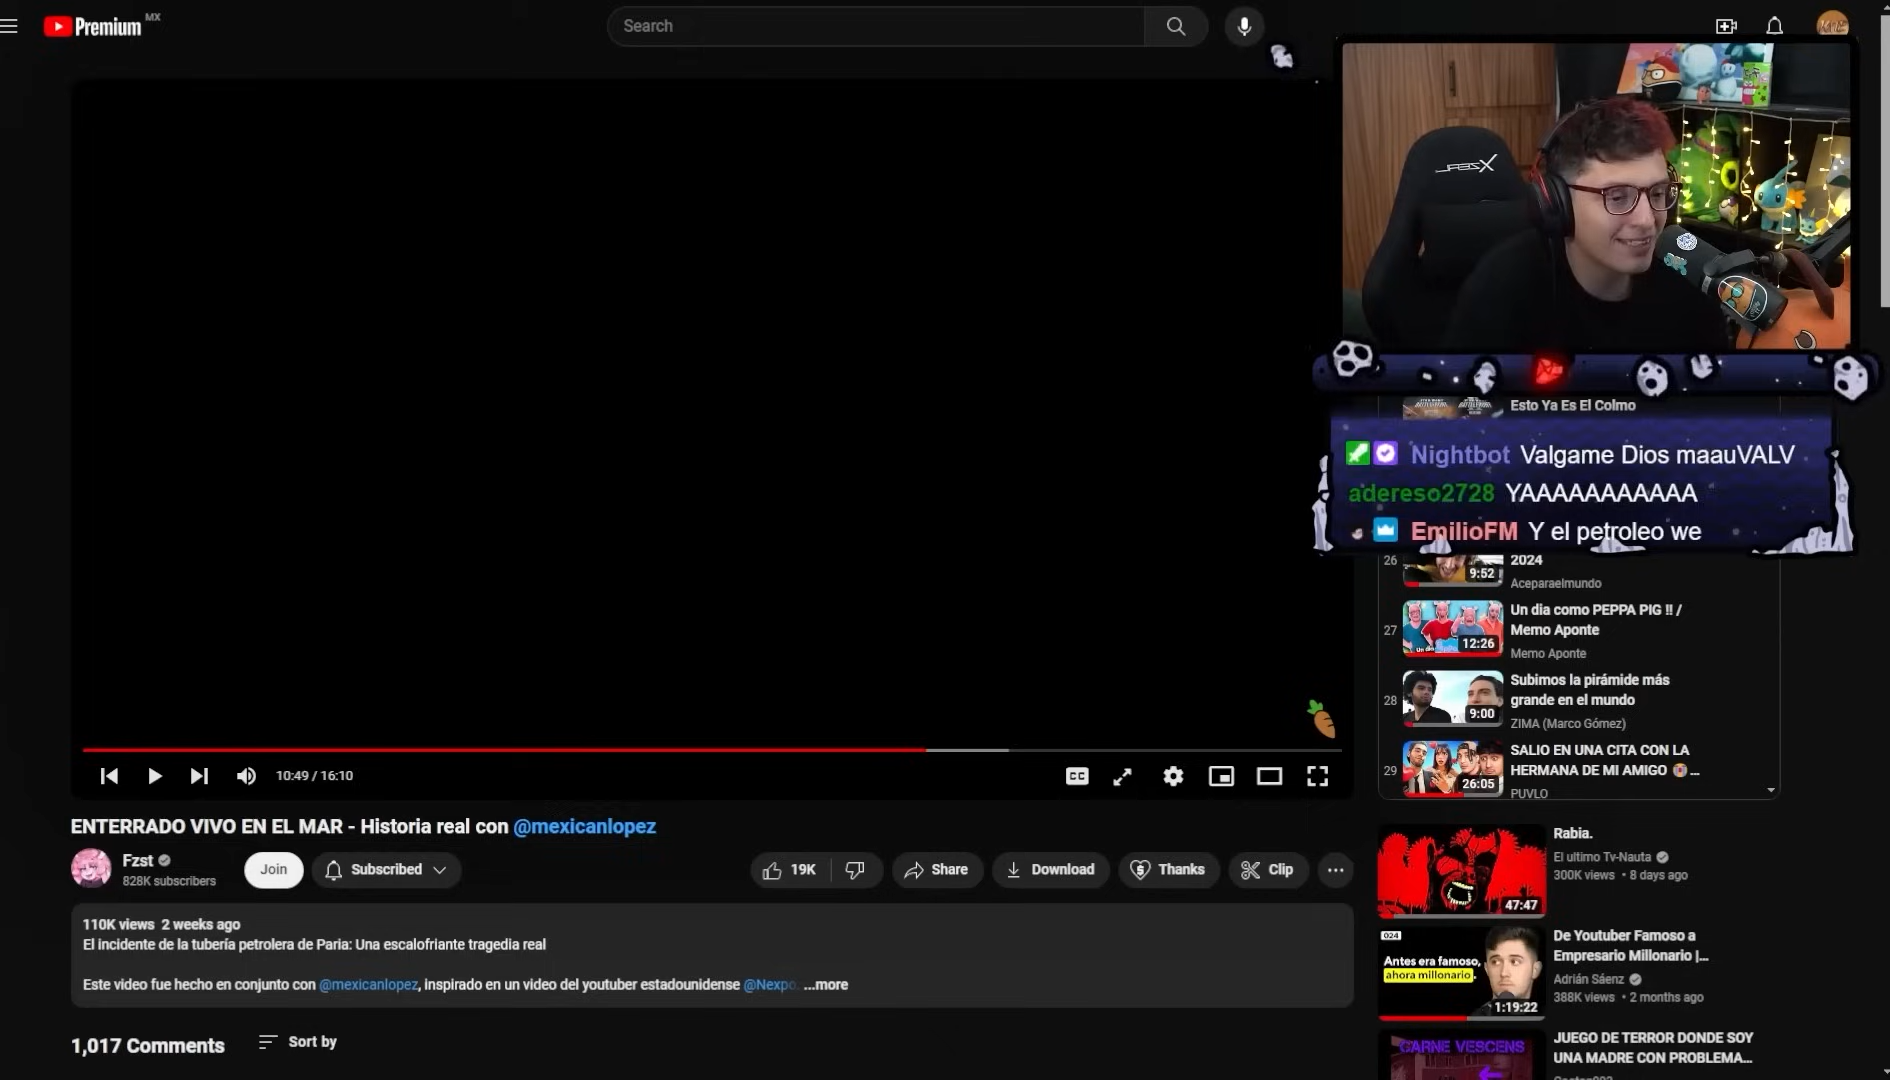 Premium MX
Search
XZEAL
Esto Ya Es El Colmo
Nightbot Valgame Dios maauVALV
adereso2728 YAAAAAAAAAAA
EmilioFM Y el petroleo we
26
9:52
2024
Aceparaelmundo
27
12:26
Un dia como PEPPA PIG !! /
Memo Aponte
Memo Aponte
28
9:00
Subimos la pirámide más
grande en el mundo
ZIMA (Marco Gómez)
29
26:05
SALIO EN UNA CITA CON LA
HERMANA DE MI AMIGO 😭...
PUVLO
10:49 / 16:10
CC
ENTERRADO VIVO EN EL MAR - Historia real con @mexicanlopez
Fzst
828K subscribers
Join
Subscribed
19K
Share
Download
Thanks
Clip
110K views 2 weeks ago
El incidente de la tubería petrolera de Paria: Una escalofriante tragedia real
Este video fue hecho en conjunto con @mexicanlopez, inspirado en un video del youtuber estadounidense @Nexpo ...more
1,017 Comments
Sort by
47:47
Rabia.
El ultimo Tv-Nauta
300K views • 8 days ago
024
Antes era famoso,
ahora millonario.
1:19:22
De Youtuber Famoso a
Empresario Millonario |...
Adrián Sáenz
388K views • 2 months ago
CARNE VESCENS
JUEGO DE TERROR DONDE SOY
UNA MADRE CON PROBLEMA...